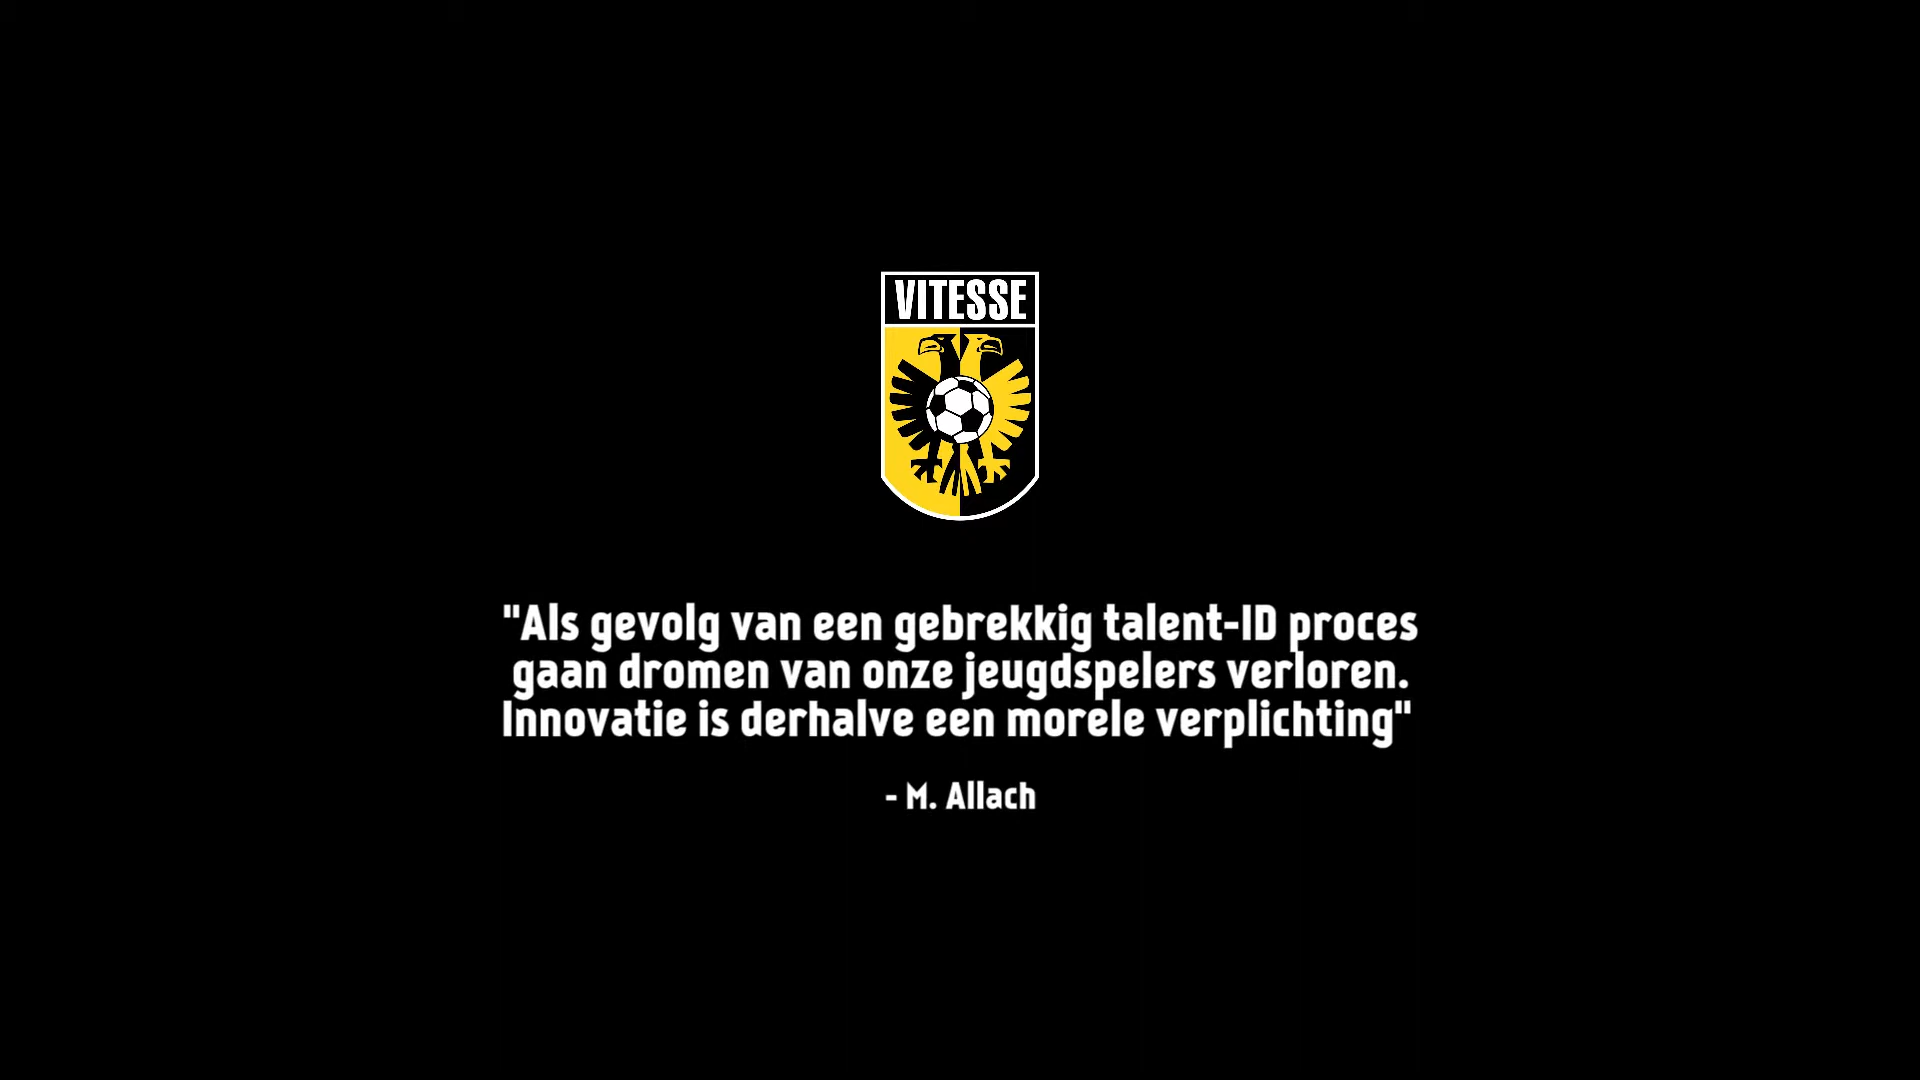 VITESSE
"Als gevolg van een gebrekkig talent-ID proces
gaan dromen van onze jeugdspelers verloren.
Innovatie is derhalve een morele verplichting"
- M. Allach